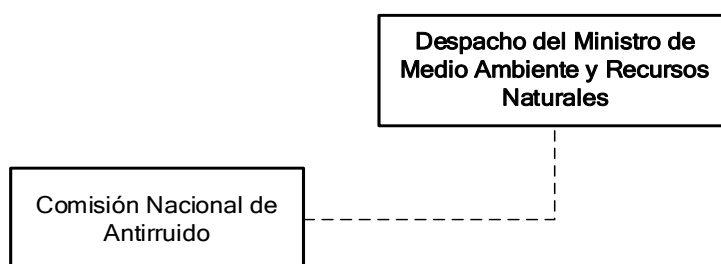 Despacho del Ministro de
Medio Ambiente y Recursos
Naturales
Comisión Nacional de
Antirruido